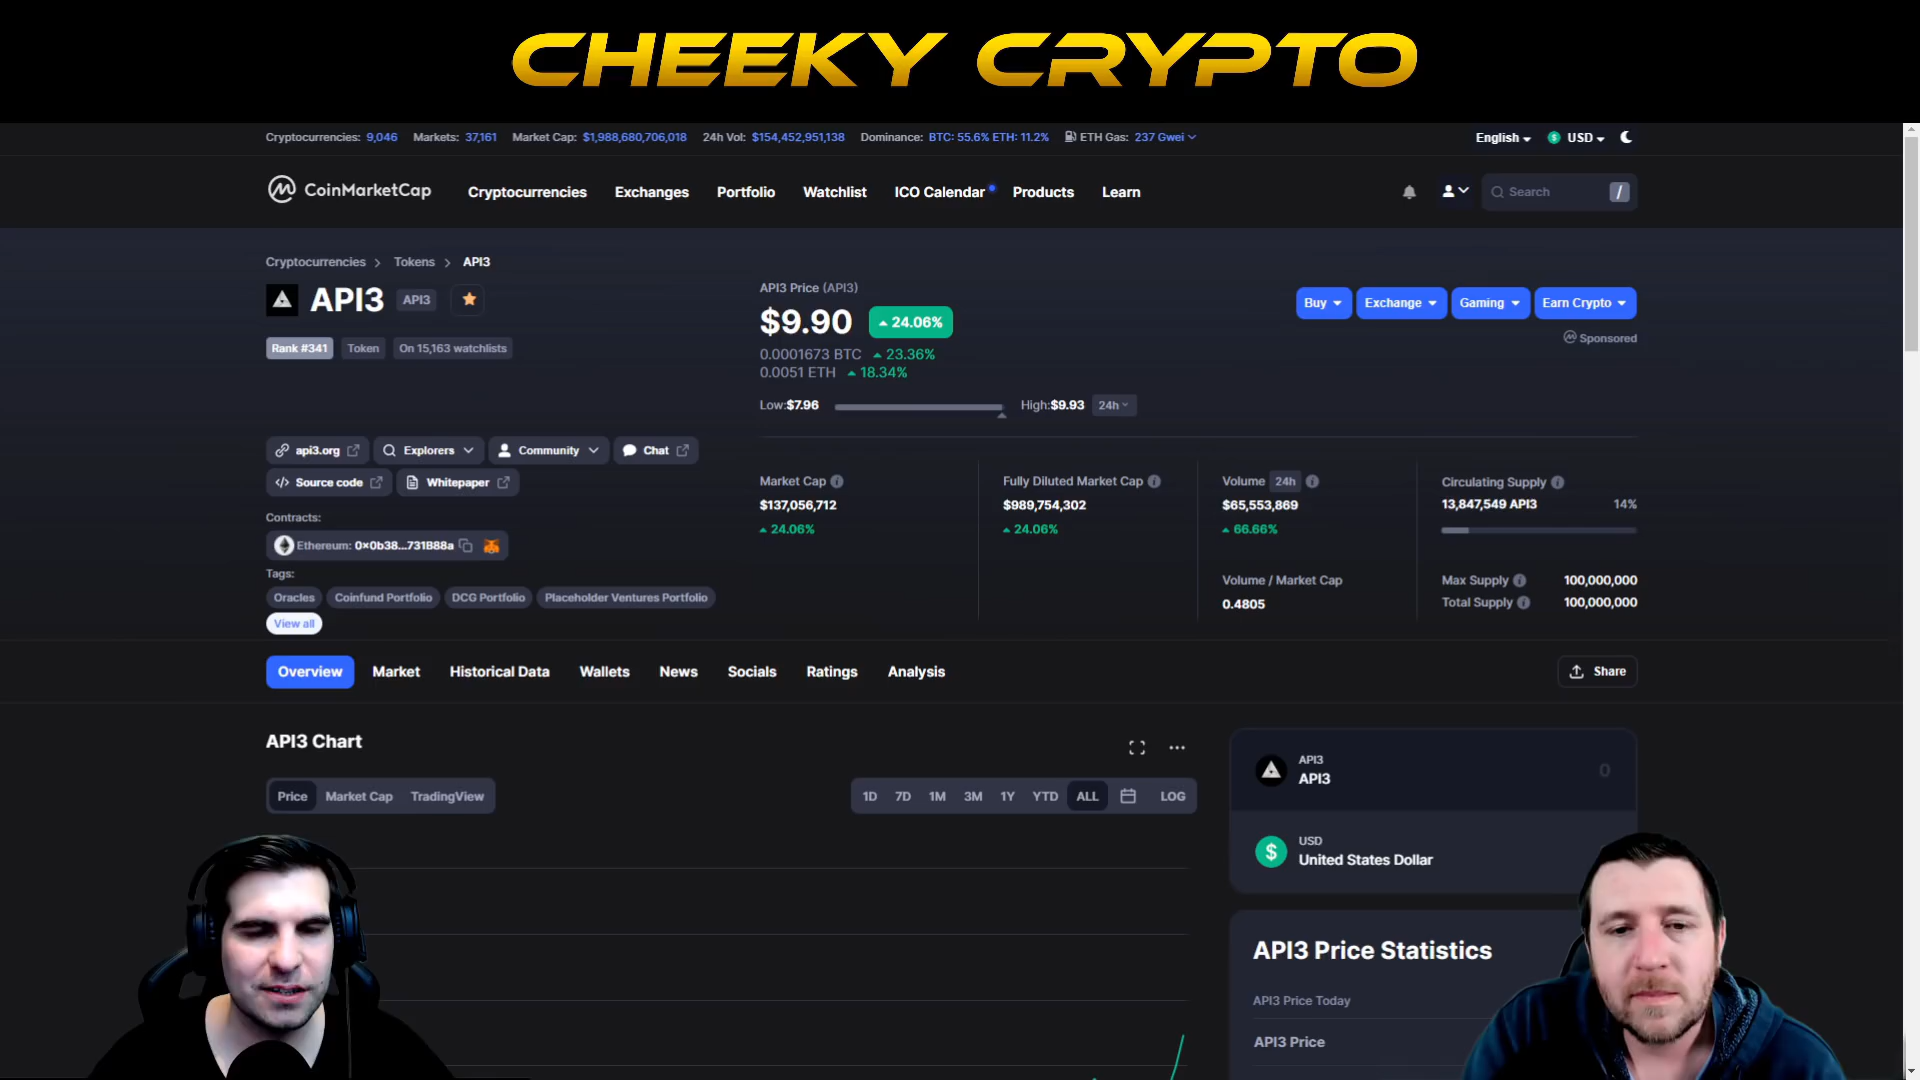 CHEEKY CRYPTO
Cryptocurrencies: 9,046 Markets: 37,161 Market Cap: $1,988,680,706,018 24h Vol: $154,452,951,138 Dominance: BTC: 55.6% ETH: 11.2% ETH Gas: 237 Gwei English USD
CoinMarketCap Cryptocurrencies Exchanges Portfolio Watchlist ICO Calendar Products Learn Search /
Cryptocurrencies > Tokens > API3
API3 API3
Rank #341 Token On 15,163 watchlists
API3 Price (API3)
$9.90 24.06%
0.0001673 BTC 23.36%
0.0051 ETH 18.34%
Low:$7.96 High:$9.93 24h
Buy Exchange Gaming Earn Crypto
Sponsored
api3.org Explorers Community Chat
Source code Whitepaper
Contracts:
Ethereum: 0x0b38...731B88a
Tags:
Oracles Coinfund Portfolio DCG Portfolio Placeholder Ventures Portfolio
View all
Market Cap
$137,056,712
24.06%
Fully Diluted Market Cap
$989,754,302
24.06%
Volume 24h
$65,553,869
66.66%
Volume / Market Cap
0.4805
Circulating Supply
13,847,549 API3 14%
Max Supply 100,000,000
Total Supply 100,000,000
Overview Market Historical Data Wallets News Socials Ratings Analysis Share
API3 Chart
Price Market Cap TradingView 1D 7D 1M 3M 1Y YTD ALL LOG
API3
API3 0
USD
United States Dollar
API3 Price Statistics
API3 Price Today
API3 Price